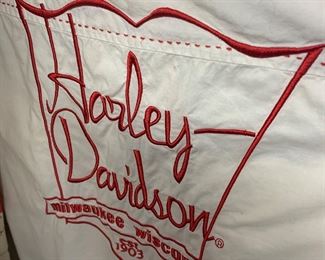 Harley-
Davidson
®
milwaukee wisco
EST
1903